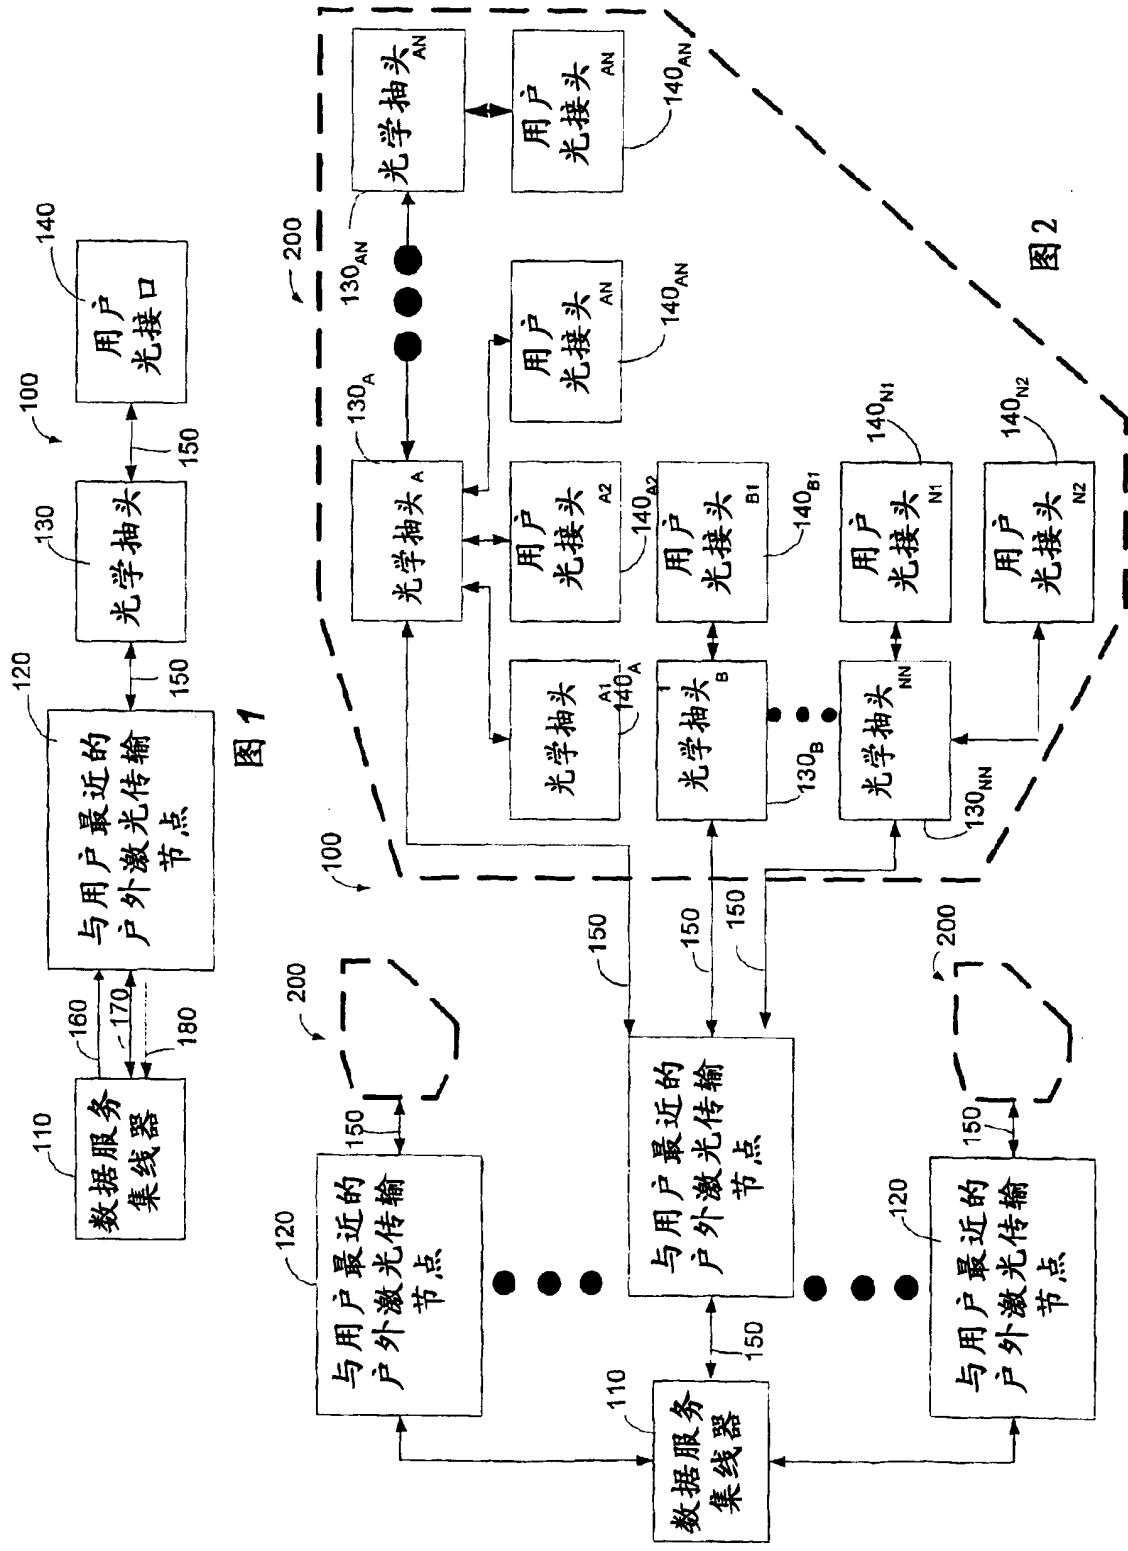 100
110
数据服务
集线器
160
170
180
120
与用户最近的
户外激光传输
节点
150
130
光学抽头
150
140
用户
光接口
图1
100
200
110
数据服务
集线器
150
120
与用户最近的
户外激光传输
节点
150
200
与用户最近的
户外激光传输
节点
120
与用户最近的
户外激光传输
节点
150
200
150
150
150
130A
光学抽头A
130AN
光学抽头AN
用户
光接头AN
140AN
光学抽头A1
140A1
用户
光接头A2
140A2
用户
光接头AN
140AN
光学抽头B
130B
用户
光接头B1
140B1
光学抽头NN
130NN
用户
光接头N1
140N1
用户
光接头N2
140N2
图2